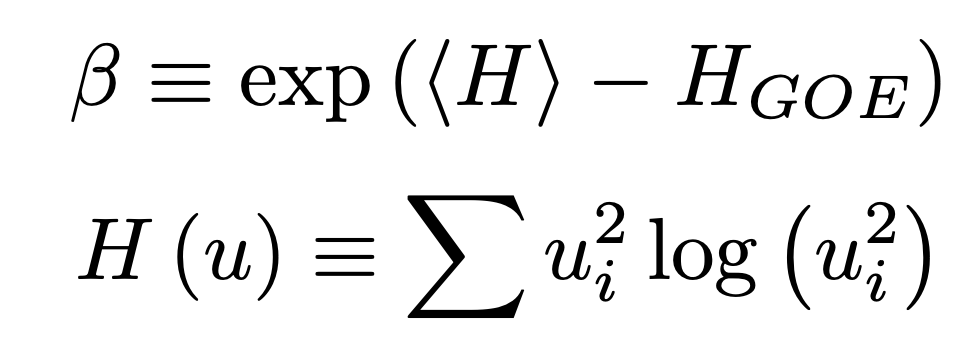 β ≡ exp (⟨H⟩ − H_{GOE})
H (u) ≡ ∑ u_i^2 log (u_i^2)